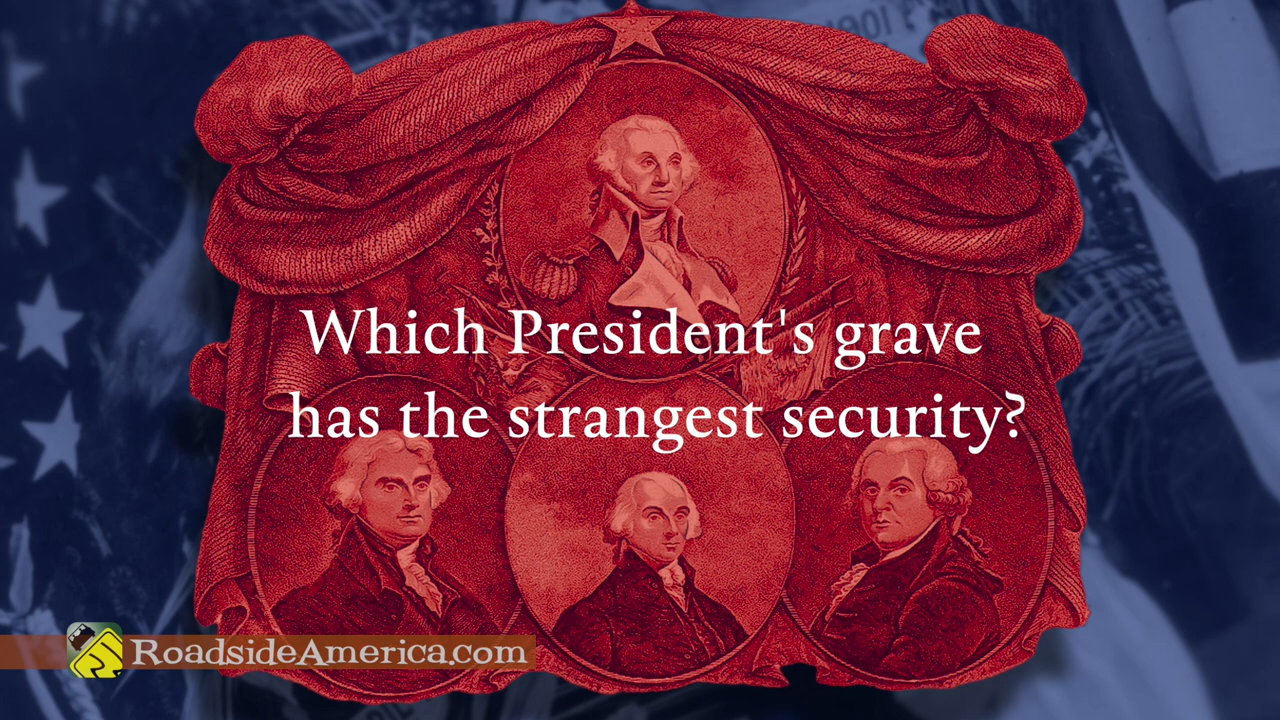 Which President's grave
has the strangest security?
RoadsideAmerica.com